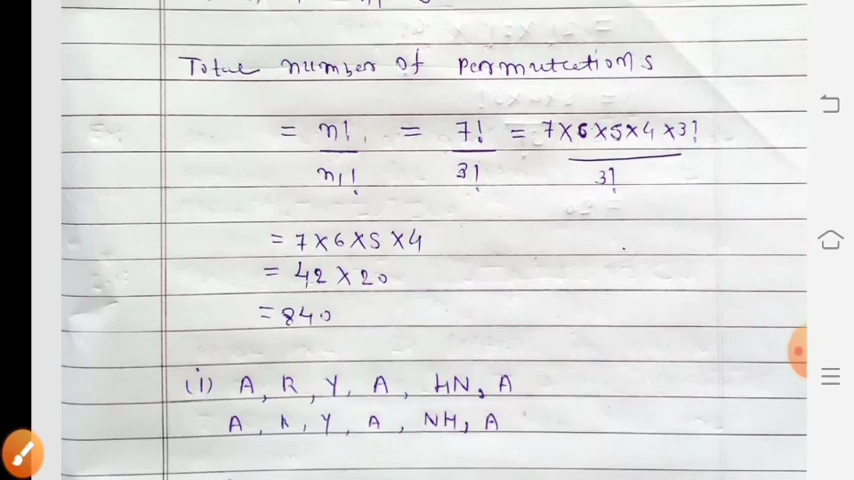 Total number of permutations
= n! / n₁! = 7! / 3! = 7×6×5×4×3! / 3!
= 7×6×5×4
= 42×20
= 840
(i) A, R, Y, A, HN, A
A, R, Y, A, NH, A